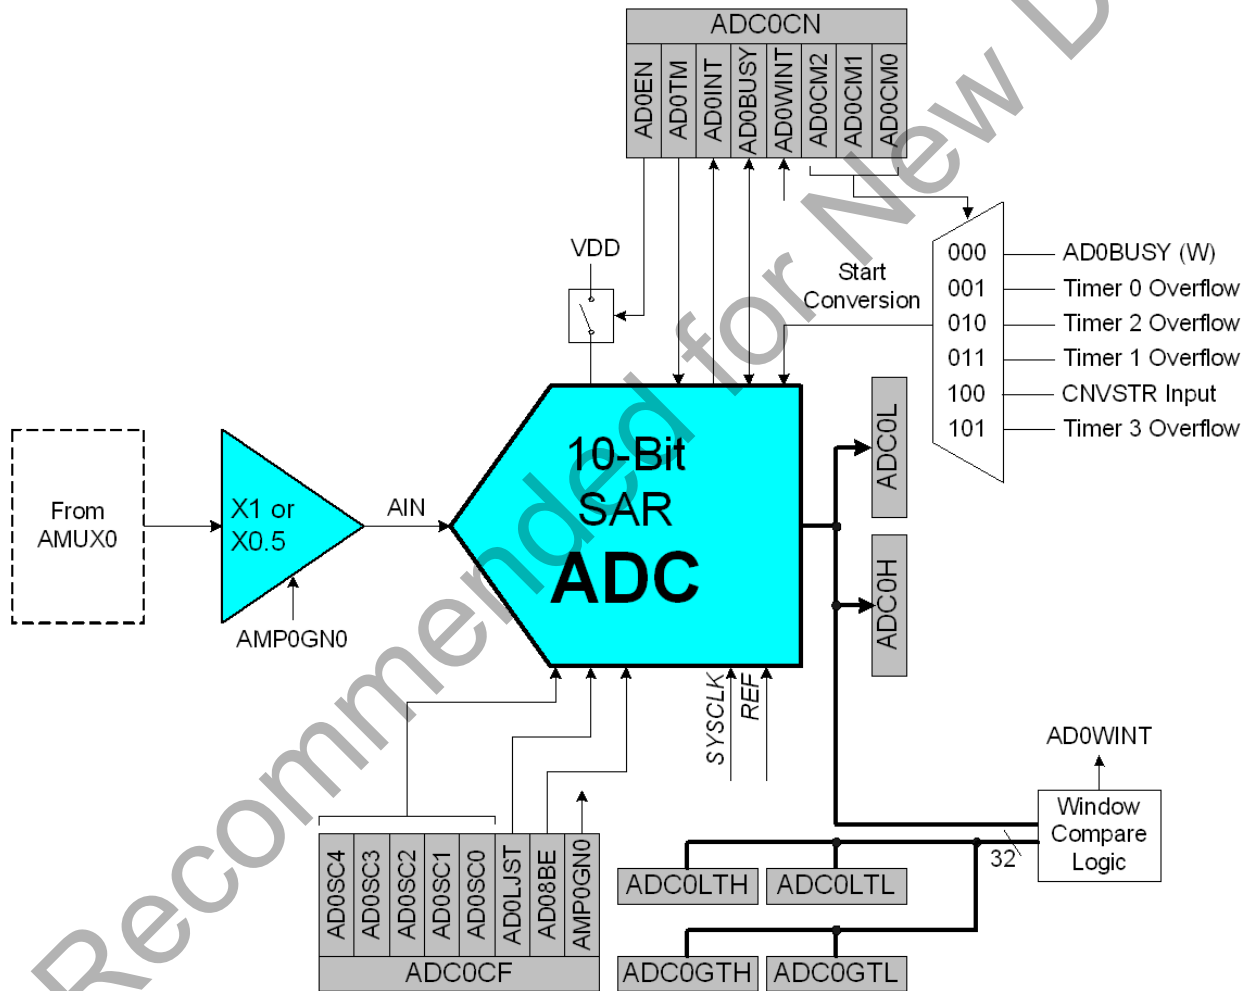 ADC0CN
AD0EN
AD0TM
AD0INT
AD0BUSY
AD0WINT
AD0CM2
AD0CM1
AD0CM0
VDD
Start
Conversion
000
AD0BUSY (W)
001
Timer 0 Overflow
010
Timer 2 Overflow
011
Timer 1 Overflow
100
CNVSTR Input
101
Timer 3 Overflow
From
AMUX0
X1 or
X0.5
AIN
AMP0GN0
10-Bit
SAR
ADC
ADC0L
ADC0H
SYSCLK
REF
AD0WINT
Window
Compare
Logic
32
AD0SC4
AD0SC3
AD0SC2
AD0SC1
AD0SC0
AD0LJST
AD08BE
AMP0GN0
ADC0CF
ADC0LTH
ADC0LTL
ADC0GTH
ADC0GTL
Recommended for New D